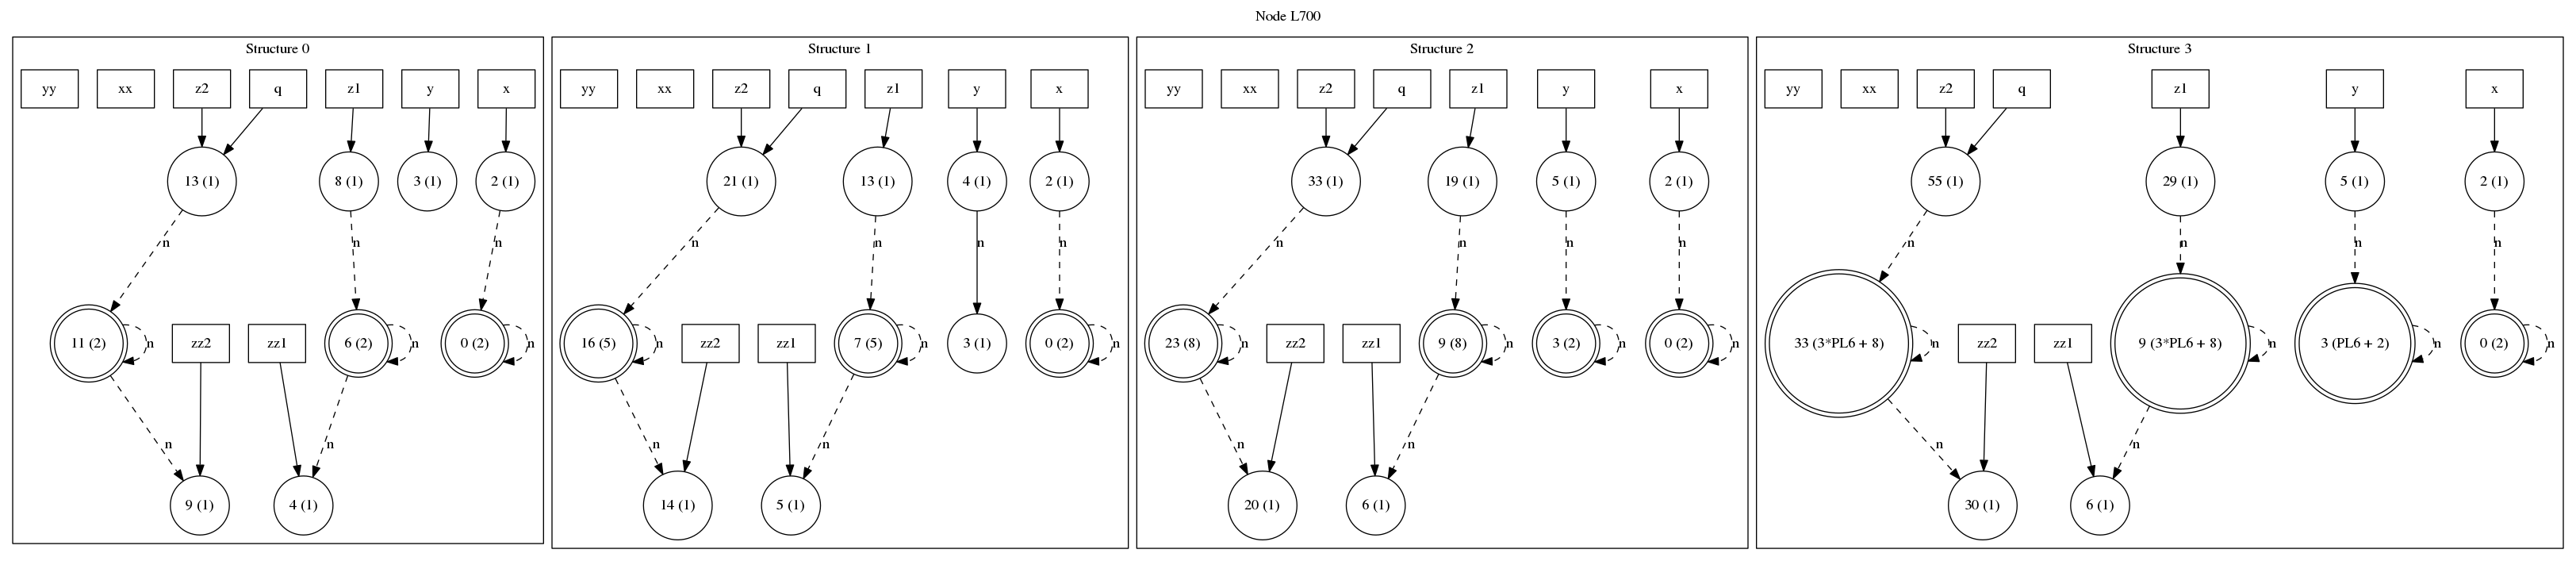 Node L700
Structure 0
yy
xx
z2
q
z1
y
x
13 (1)
8 (1)
3 (1)
2 (1)
n
n
n
11 (2)
n
zz2
zz1
6 (2)
n
0 (2)
n
n
n
9 (1)
4 (1)
Structure 1
yy
xx
z2
q
z1
y
x
21 (1)
13 (1)
4 (1)
2 (1)
n
n
n
n
16 (5)
n
zz2
zz1
7 (5)
n
3 (1)
0 (2)
n
n
n
14 (1)
5 (1)
Structure 2
yy
xx
z2
q
z1
y
x
33 (1)
19 (1)
5 (1)
2 (1)
n
n
n
n
23 (8)
n
zz2
zz1
9 (8)
n
3 (2)
n
0 (2)
n
n
n
20 (1)
6 (1)
Structure 3
yy
xx
z2
q
z1
y
x
55 (1)
29 (1)
5 (1)
2 (1)
n
n
n
n
33 (3*PL6 + 8)
n
zz2
zz1
9 (3*PL6 + 8)
n
3 (PL6 + 2)
n
0 (2)
n
n
n
30 (1)
6 (1)